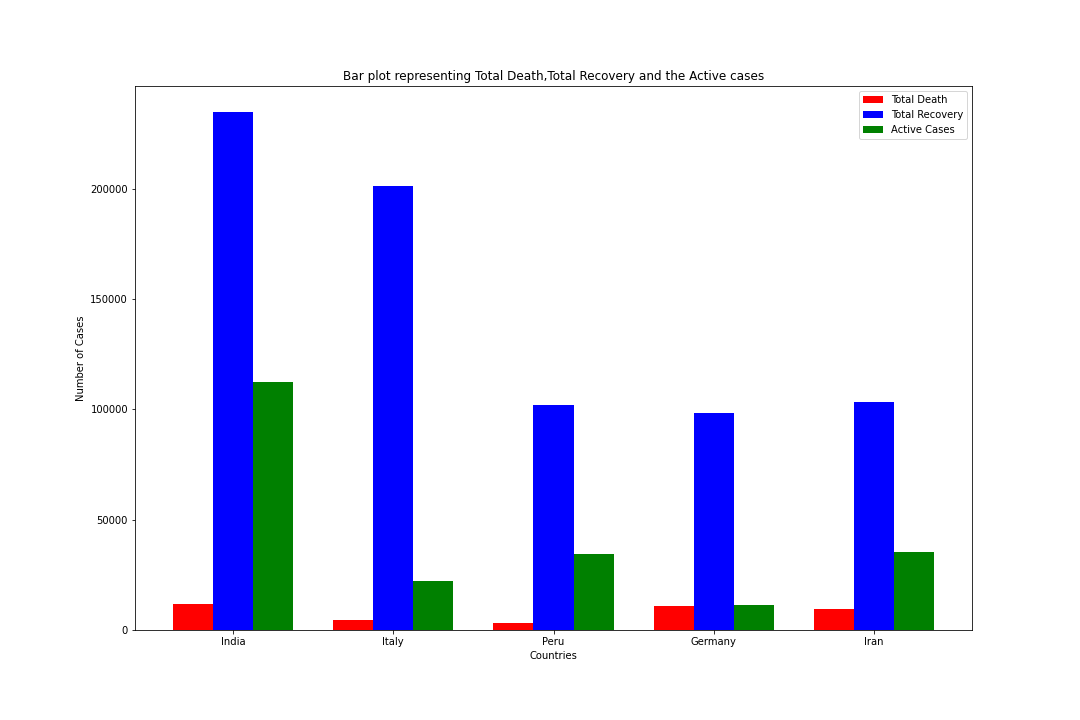 Bar plot representing Total Death,Total Recovery and the Active cases
Total Death
Total Recovery
Active Cases
Number of Cases
200000
150000
100000
50000
0
India Italy Peru Germany Iran
Countries